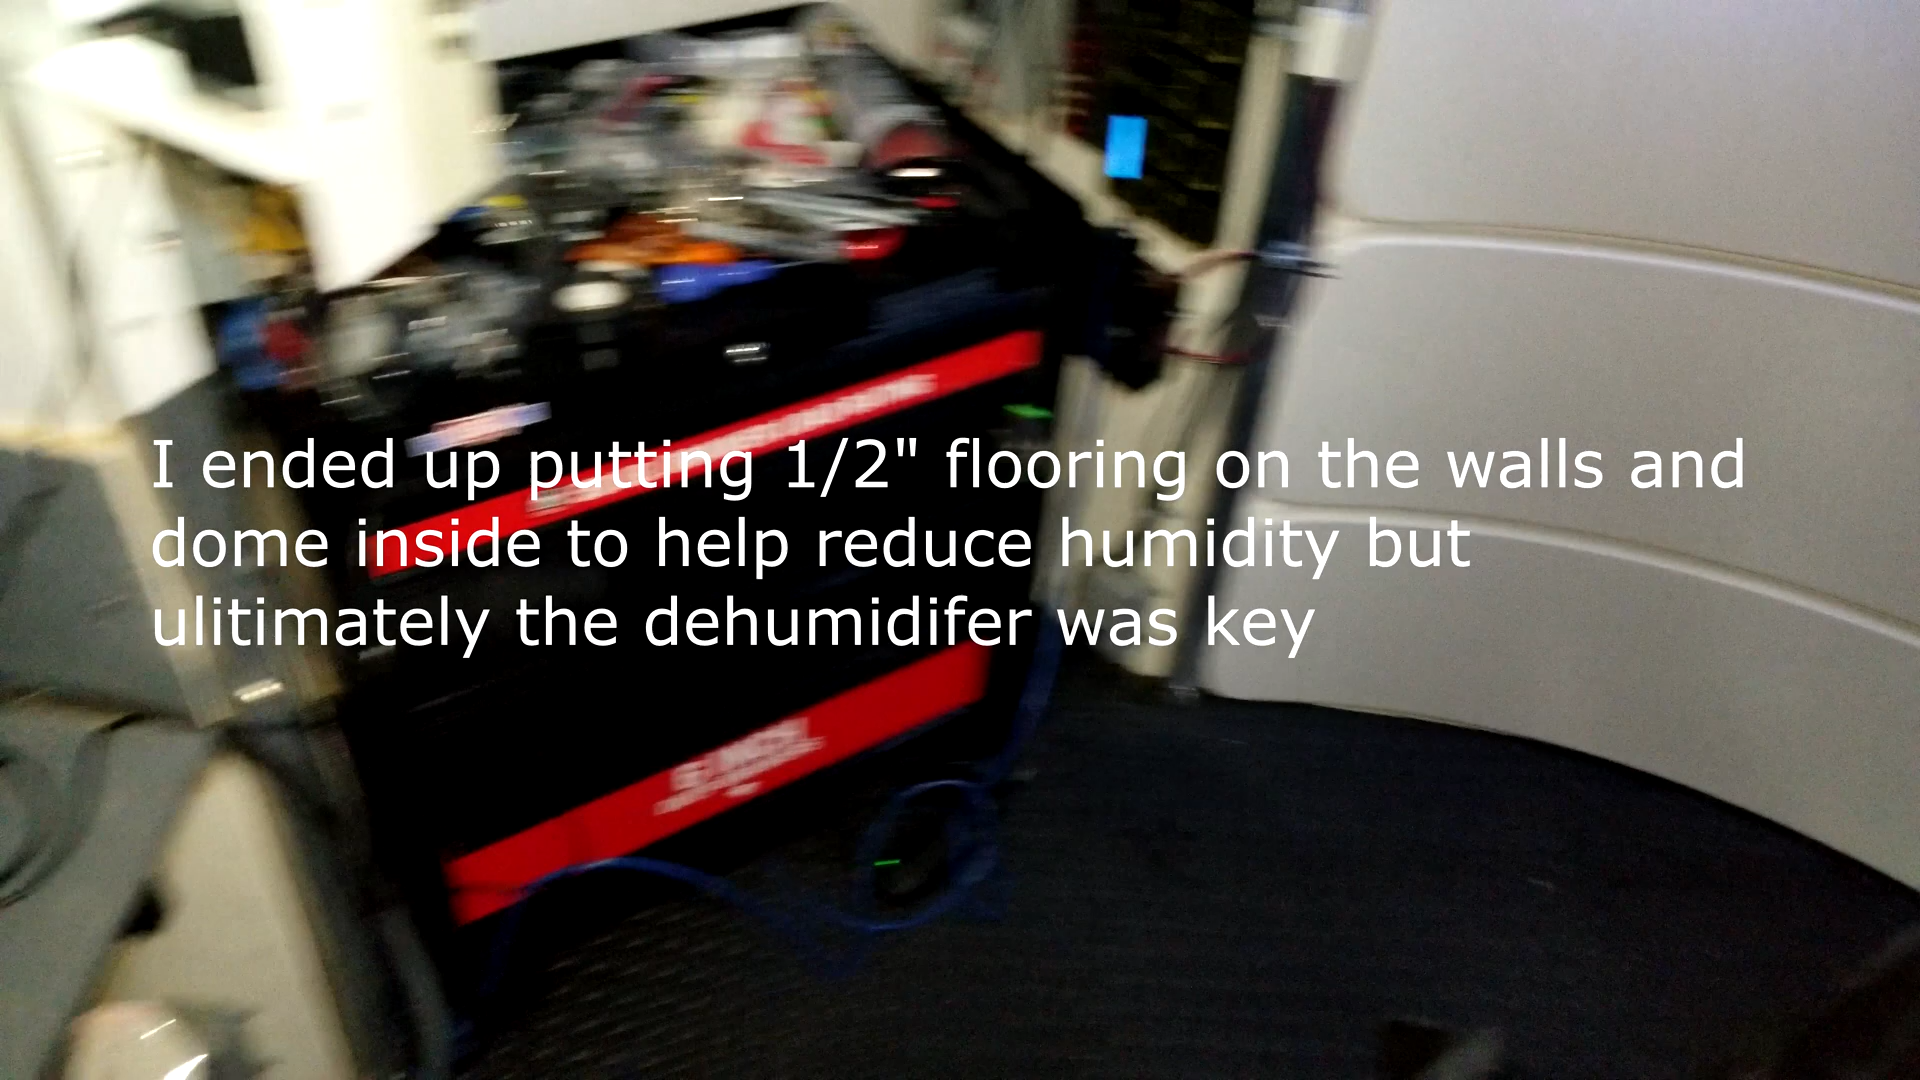 I ended up putting 1/2" flooring on the walls and
dome inside to help reduce humidity but
ulitimately the dehumidifer was key